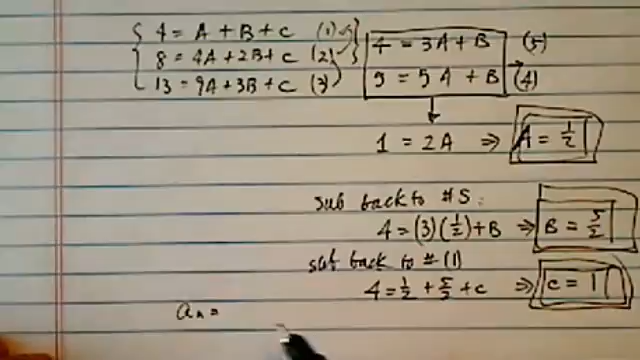 4 = A + B + C (1) 4 = 3A + B (5)
8 = 4A + 2B + C (2) 5 = 5A + B (4)
13 = 9A + 3B + C (3)
1 = 2A ⇒ A = 1/2
sub back to #5:
4 = (3)(1/2) + B ⇒ B = 5/2
sub back to #(1)
4 = 1/2 + 5/2 + C ⇒ C = 1
aₙ =